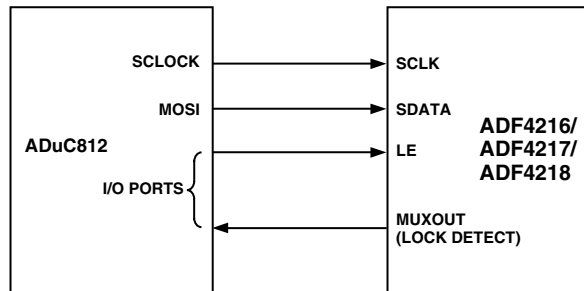 SCLOCK
SCLK
MOSI
SDATA
ADuC812
LE
ADF4216/
ADF4217/
ADF4218
I/O PORTS
MUXOUT
(LOCK DETECT)